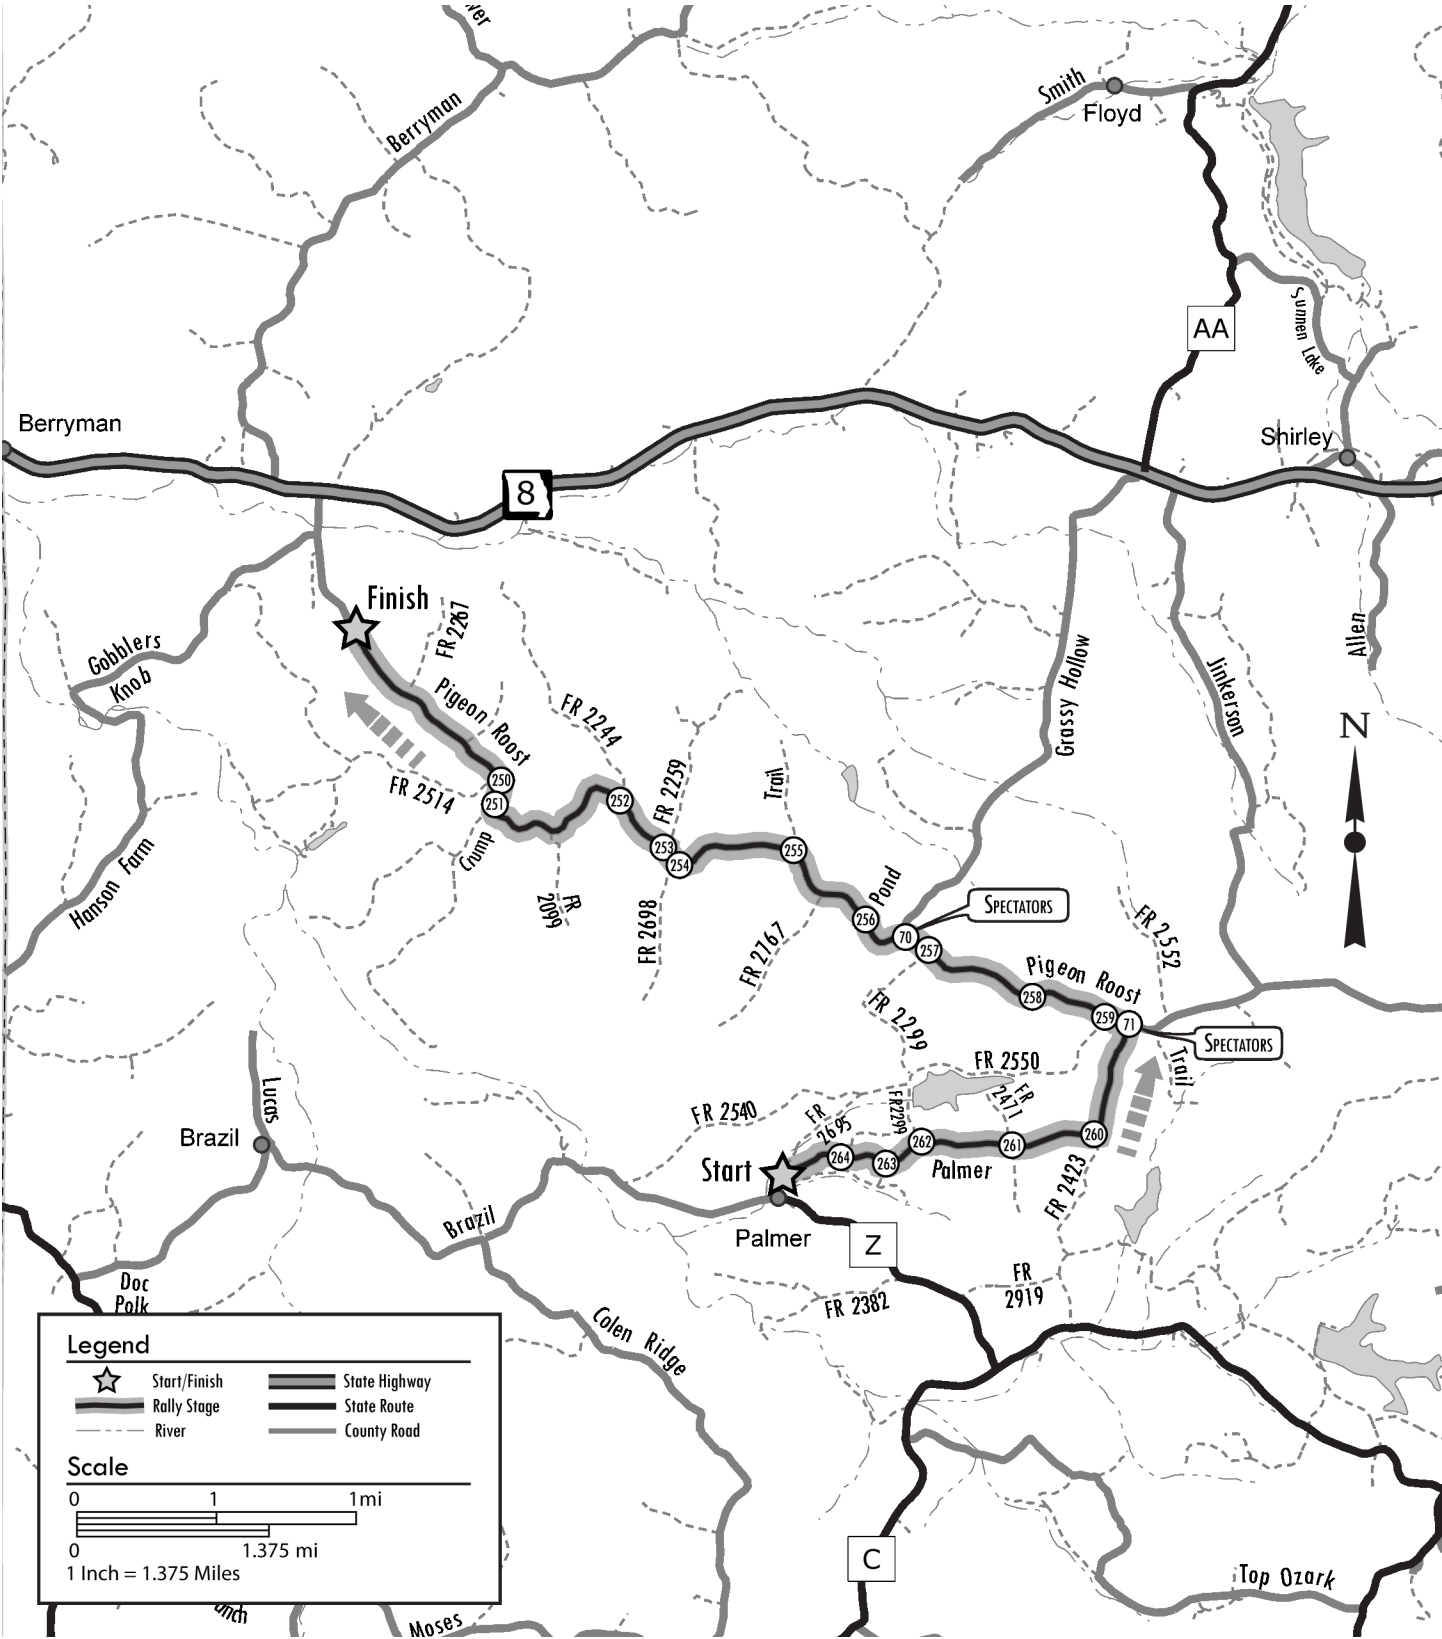 Berryman
Smith
Floyd
AA
Sunnen Lake
Berryman
Shirley
8
Finish
FR 2267
Gobblers
Knob
Pigeon Roost
FR 2244
Grassy Hollow
Jinkerson
Allen
N
FR 2514
250
251
252
FR 2259
Trail
253
254
255
Crump
Hanson Farm
FR
2099
FR 2698
FR 2767
Pond
256
70
257
SPECTATORS
FR 2552
Pigeon Roost
258
259
71
SPECTATORS
FR 2299
FR 2550
Trail
Lucas
FR 2540
FR
2695
FR2299
FR
2471
Brazil
Start
264
263
262
261
260
Palmer
FR 2423
Brazil
Palmer
Z
Doc
Polk
FR 2382
FR
2919
Colen Ridge
Legend
Start/Finish
State Highway
Rally Stage
State Route
River
County Road
Scale
0 1 1mi
0 1.375 mi
1 Inch = 1.375 Miles
C
Top Ozark
Moses